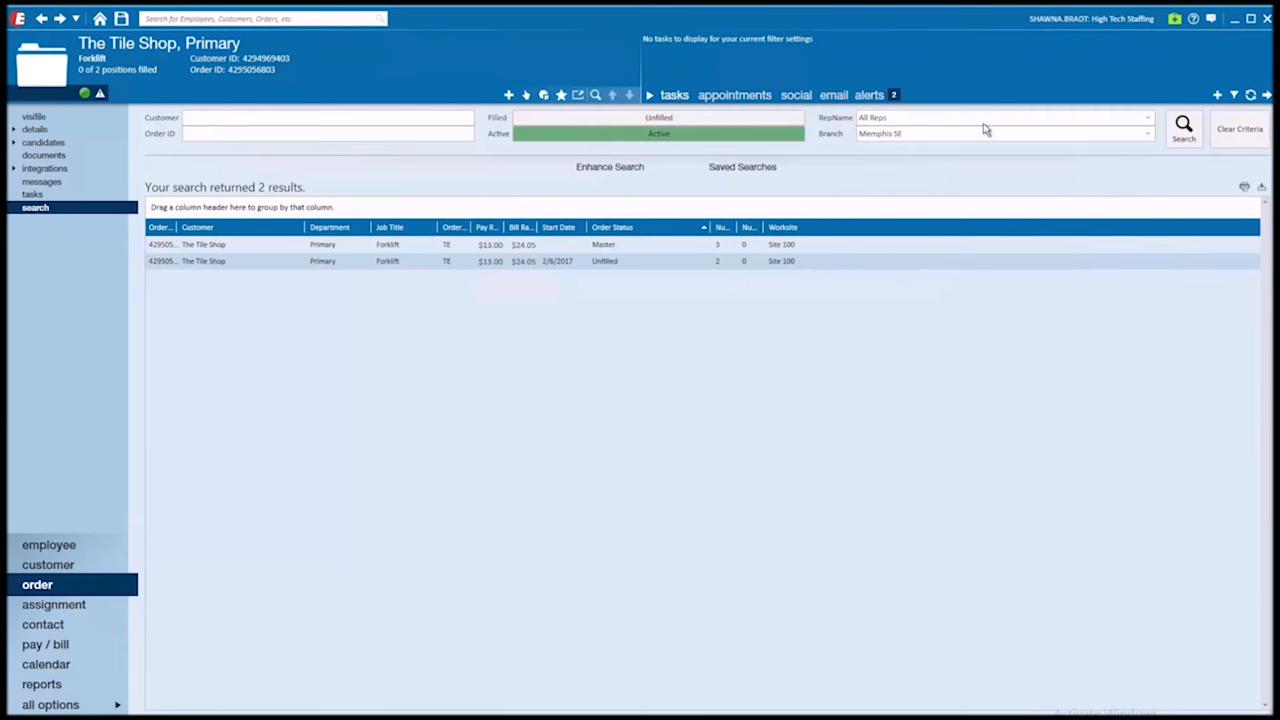 E Search for Employees, Customers, Orders, etc. SHAWNA.BRADT: High Tech Staffing
The Tile Shop, Primary
Forklift Customer ID: 4294969403
0 of 2 positions filled Order ID: 4295056803
No tasks to display for your current filter settings
tasks appointments social email alerts 2
visifile
details
candidates
documents
integrations
messages
tasks
search
Customer Filled Unfilled RepName All Reps
Order ID Active Active Branch Memphis SE
Search Clear Criteria
Enhance Search Saved Searches
Your search returned 2 results.
Drag a column header here to group by that column.
Order... Customer Department Job Title Order... Pay R... Bill Ra... Start Date Order Status Nu... Nu... Worksite
429505... The Tile Shop Primary Forklift TE $13.00 $24.05 Master 3 0 Site 100
429505... The Tile Shop Primary Forklift TE $13.00 $24.05 2/6/2017 Unfilled 2 0 Site 100
employee
customer
order
assignment
contact
pay / bill
calendar
reports
all options
Activate Windows